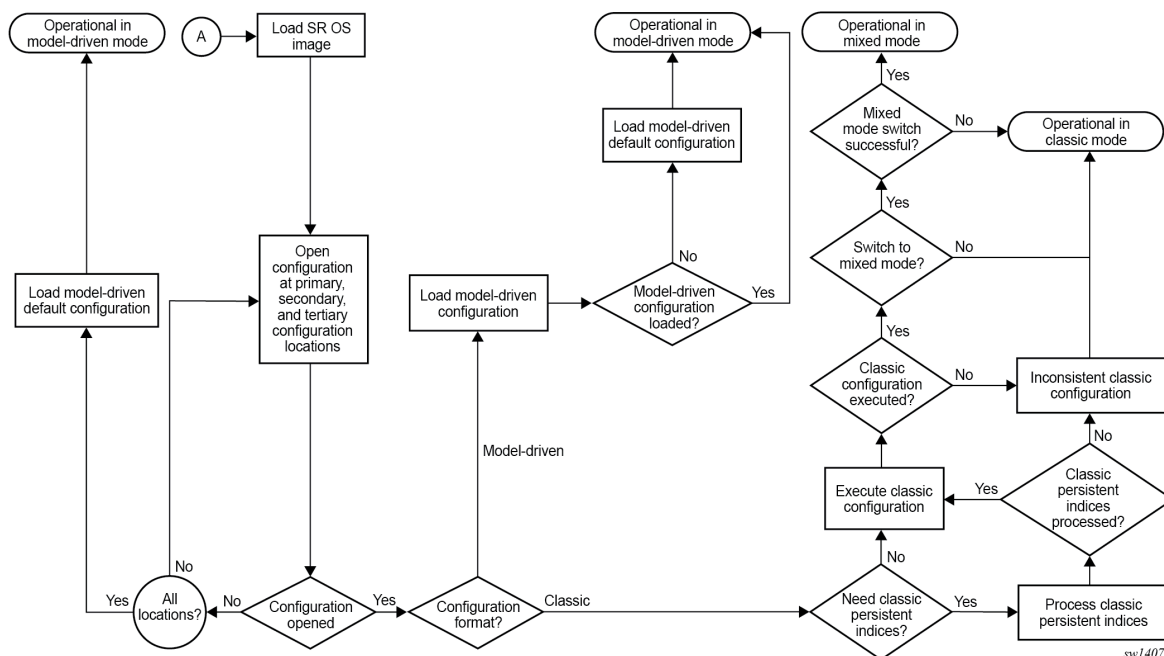 Operational in
model-driven mode
A
Load SR OS
image
Operational in
model-driven mode
Operational in
mixed mode
Yes
Mixed
mode switch
successful?
No
Operational in
classic mode
Load model-driven
default configuration
Yes
Switch to
mixed mode?
No
Open
configuration
at primary,
secondary,
and tertiary
configuration
locations
Load model-driven
default configuration
Load model-driven
configuration
No
Model-driven
configuration
loaded?
Yes
Yes
Classic
configuration
executed?
No
Inconsistent classic
configuration
No
Model-driven
Execute classic
configuration
Yes
Classic
persistent
indices
processed?
No
No
Yes
All
locations?
No
Configuration
opened
Yes
Configuration
format?
Classic
Need classic
persistent
indices?
Yes
Process classic
persistent indices
sw1407